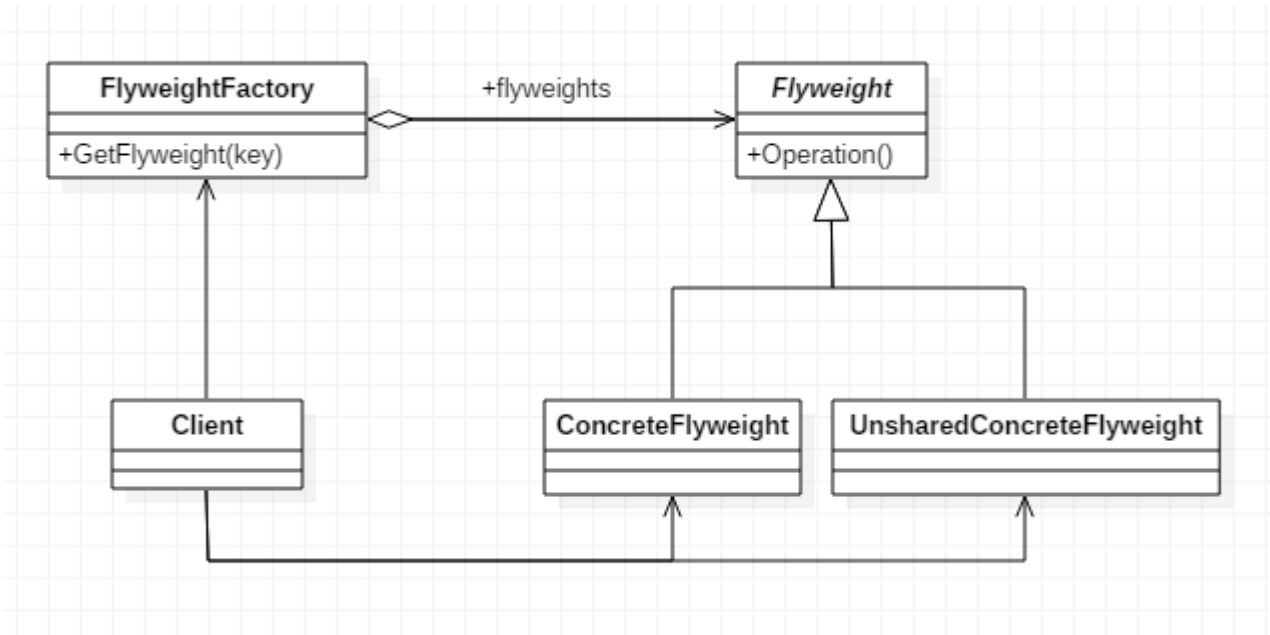 FlyweightFactory
+GetFlyweight(key)
+flyweights
Flyweight
+Operation()
Client
ConcreteFlyweight
UnsharedConcreteFlyweight